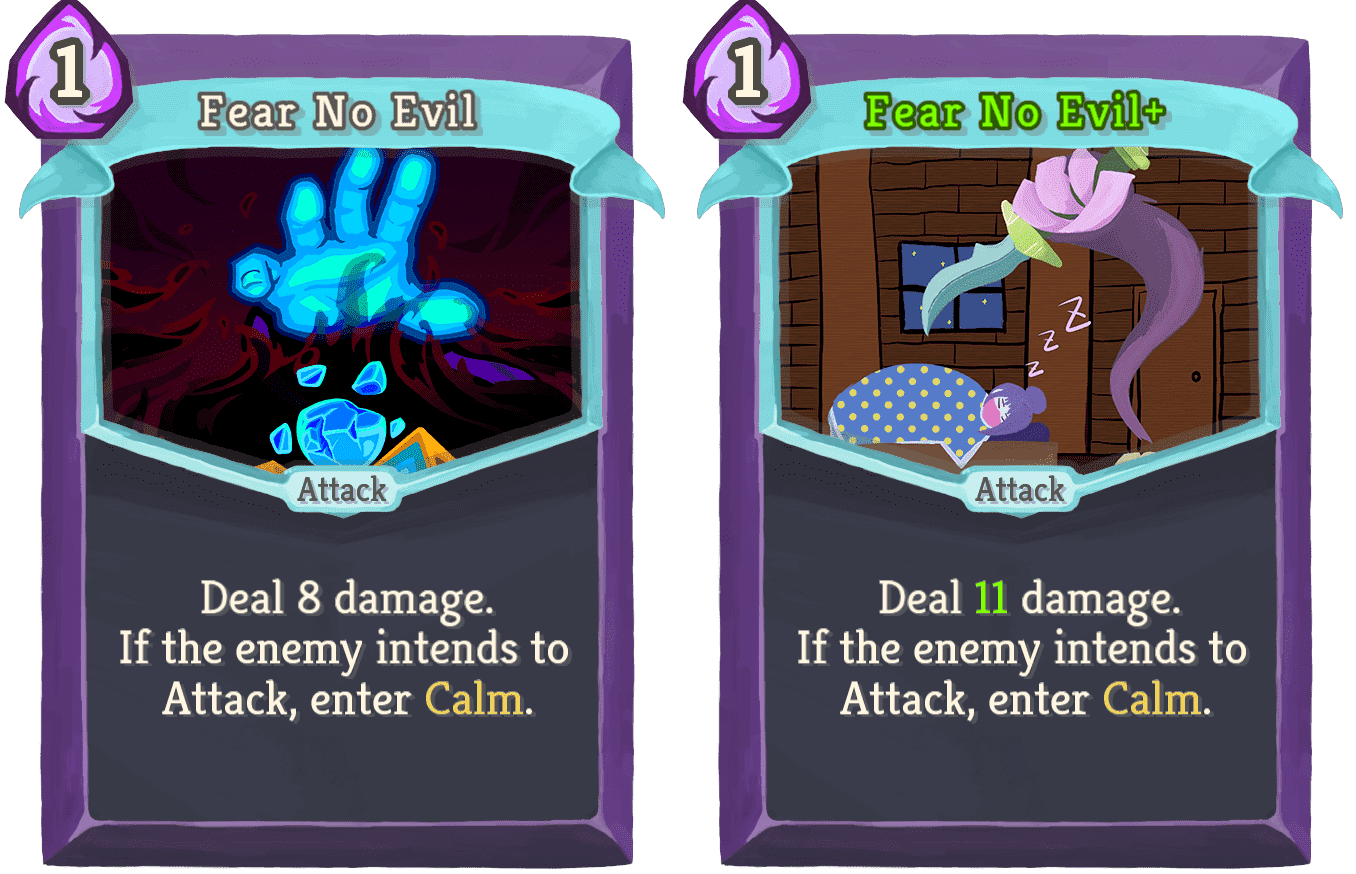 1
Fear No Evil
Attack
Deal 8 damage.
If the enemy intends to
Attack, enter Calm.
1
Fear No Evil+
z z Z
Attack
Deal 11 damage.
If the enemy intends to
Attack, enter Calm.